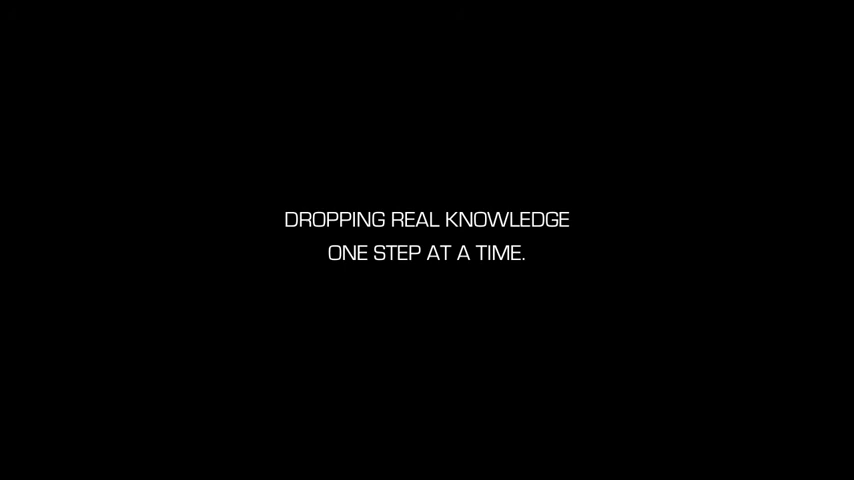 DROPPING REAL KNOWLEDGE
ONE STEP AT A TIME.